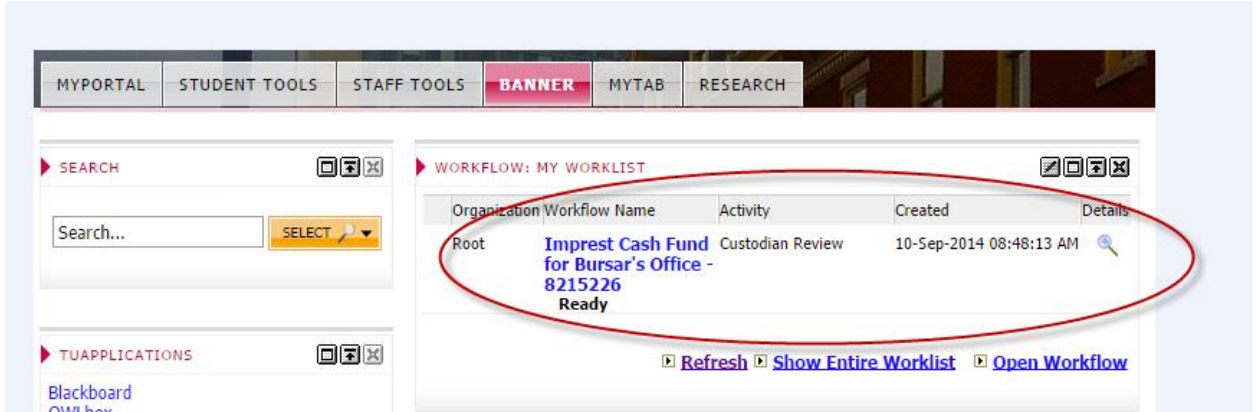 MYPORTAL STUDENT TOOLS STAFF TOOLS BANNER MYTAB RESEARCH
SEARCH
Search... SELECT
TUAPPLICATIONS
Blackboard
WORKFLOW: MY WORKLIST
Organization Workflow Name Activity Created Details
Root Imprest Cash Fund Custodian Review 10-Sep-2014 08:48:13 AM
for Bursar's Office -
8215226
Ready
Refresh Show Entire Worklist Open Workflow